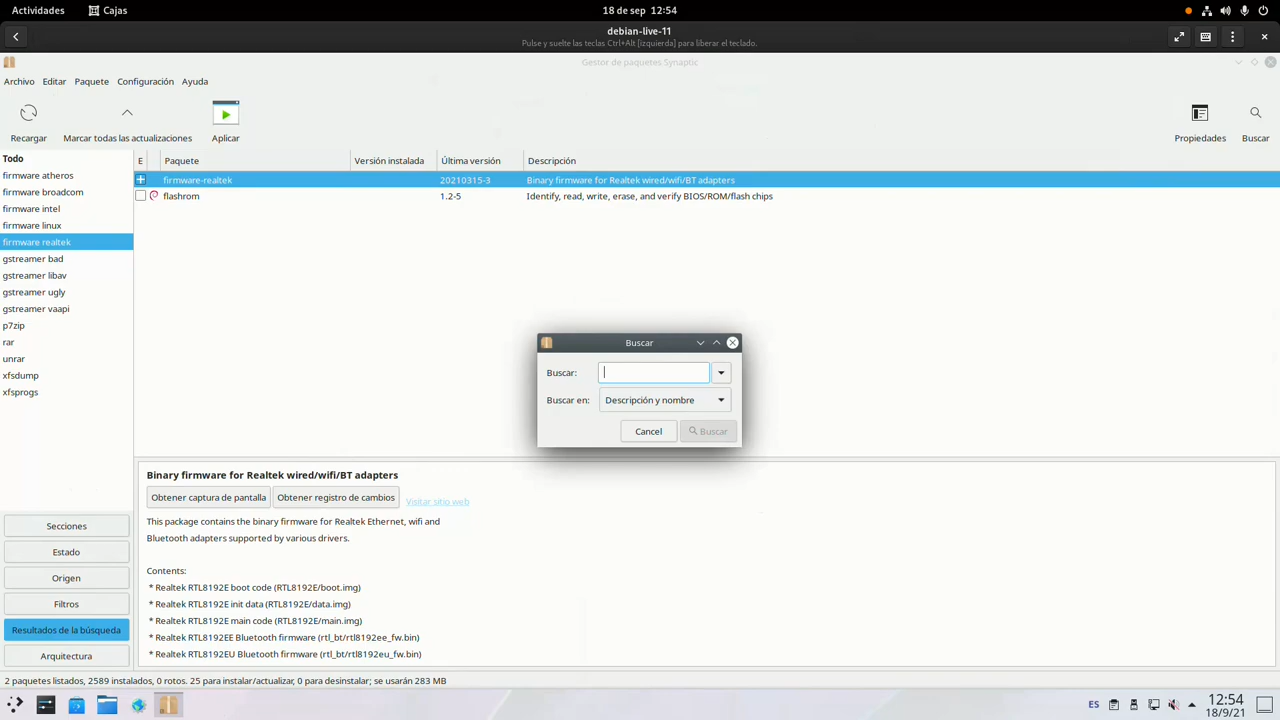 Actividades
Cajas
18 de sep 12:54
debian-live-11
Pulse y suelte las teclas Ctrl+Alt [izquierda] para liberar el teclado.
Gestor de paquetes Synaptic
Archivo Editar Paquete Configuración Ayuda
Recargar
Marcar todas las actualizaciones
Aplicar
Propiedades
Buscar
Todo
firmware atheros
firmware broadcom
firmware intel
firmware linux
firmware realtek
gstreamer bad
gstreamer libav
gstreamer ugly
gstreamer vaapi
p7zip
rar
unrar
xfsdump
xfsprogs
E Paquete Versión instalada Última versión Descripción
firmware-realtek 20210315-3 Binary firmware for Realtek wired/wifi/BT adapters
flashrom 1.2-5 Identify, read, write, erase, and verify BIOS/ROM/flash chips
Buscar
Buscar:
Buscar en: Descripción y nombre
Cancel Buscar
Binary firmware for Realtek wired/wifi/BT adapters
Obtener captura de pantalla Obtener registro de cambios Visitar sitio web
This package contains the binary firmware for Realtek Ethernet, wifi and
Bluetooth adapters supported by various drivers.
Contents:
* Realtek RTL8192E boot code (RTL8192E/boot.img)
* Realtek RTL8192E init data (RTL8192E/data.img)
* Realtek RTL8192E main code (RTL8192E/main.img)
* Realtek RTL8192EE Bluetooth firmware (rtl_bt/rtl8192ee_fw.bin)
* Realtek RTL8192EU Bluetooth firmware (rtl_bt/rtl8192eu_fw.bin)
Secciones
Estado
Origen
Filtros
Resultados de la búsqueda
Arquitectura
2 paquetes listados, 2589 instalados, 0 rotos. 25 para instalar/actualizar, 0 para desinstalar; se usarán 283 MB
ES
12:54
18/9/21